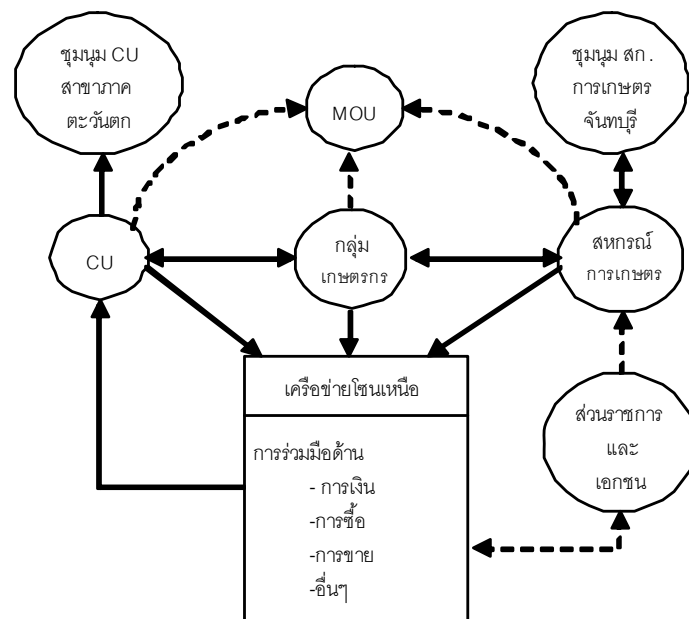 ชุมนุม CU
สาขาภาค
ตะวันตก
MOU
ชุมนุม สก.
การเกษตร
จันทบุรี
CU
กลุ่ม
เกษตรกร
สหกรณ์
การเกษตร
เครือข่ายโซนเหนือ
การร่วมมือด้าน
- การเงิน
-การซื้อ
-การขาย
-อื่นๆ
ส่วนราชการ
และ
เอกชน